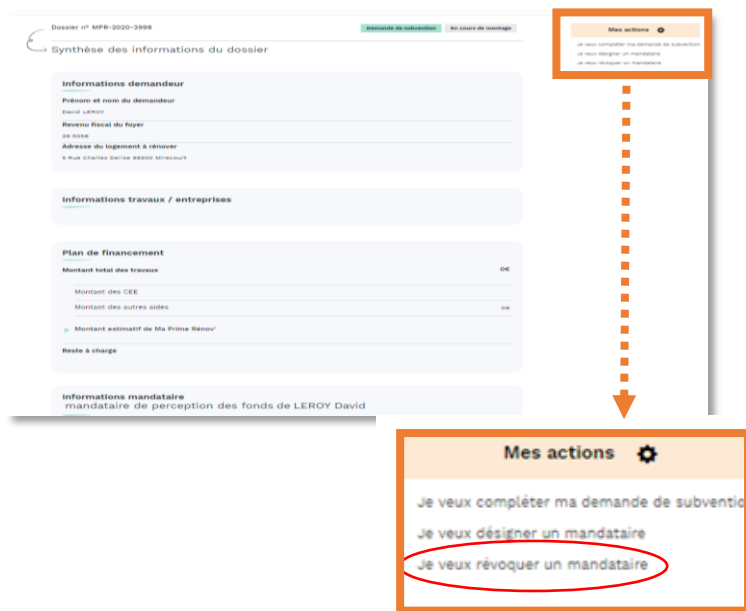 Dossier n° MPR-2020-3998
Demande de subvention
En cours de montage
Synthèse des informations du dossier
Mes actions
Je veux compléter ma demande de subvention
Je veux désigner un mandataire
Je veux révoquer un mandataire
Informations demandeur
Prénom et nom du demandeur
David LEROY
Revenu fiscal du foyer
29 505€
Adresse du logement à rénover
Mirecourt
Informations travaux / entreprises
Plan de financement
Montant total des travaux 0€
Montant des CEE
Montant des autres aides 0€
Montant estimatif de Ma Prime Rénov'
Reste à charge
Informations mandataire
mandataire de perception des fonds de LEROY David
Mes actions
Je veux compléter ma demande de subventio
Je veux désigner un mandataire
Je veux révoquer un mandataire